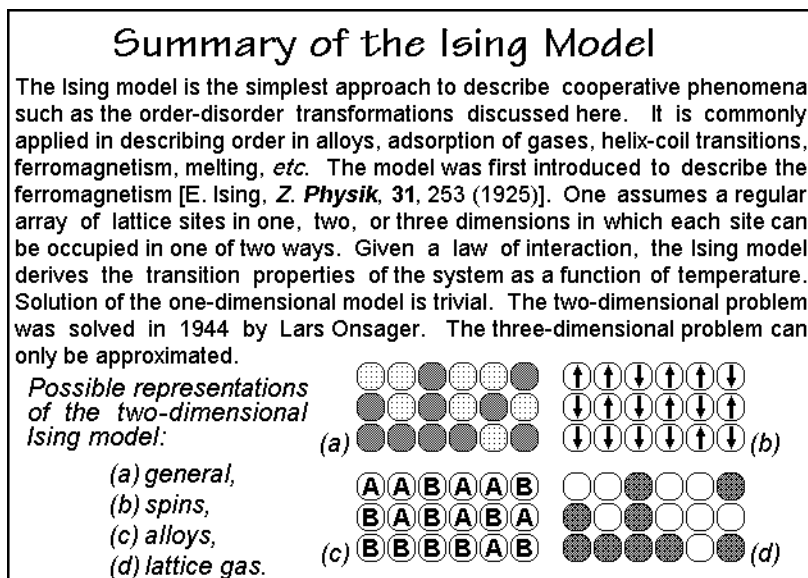 Summary of the Ising Model
The Ising model is the simplest approach to describe cooperative phenomena
such as the order-disorder transformations discussed here. It is commonly
applied in describing order in alloys, adsorption of gases, helix-coil transitions,
ferromagnetism, melting, etc. The model was first introduced to describe the
ferromagnetism [E. Ising, Z. Physik, 31, 253 (1925)]. One assumes a regular
array of lattice sites in one, two, or three dimensions in which each site can
be occupied in one of two ways. Given a law of interaction, the Ising model
derives the transition properties of the system as a function of temperature.
Solution of the one-dimensional model is trivial. The two-dimensional problem
was solved in 1944 by Lars Onsager. The three-dimensional problem can
only be approximated.
Possible representations
of the two-dimensional
Ising model:
(a) general,
(b) spins,
(c) alloys,
(d) lattice gas.
(a)
(b)
A A B A A B
B A B A B A
(c) B B B B A B
(d)